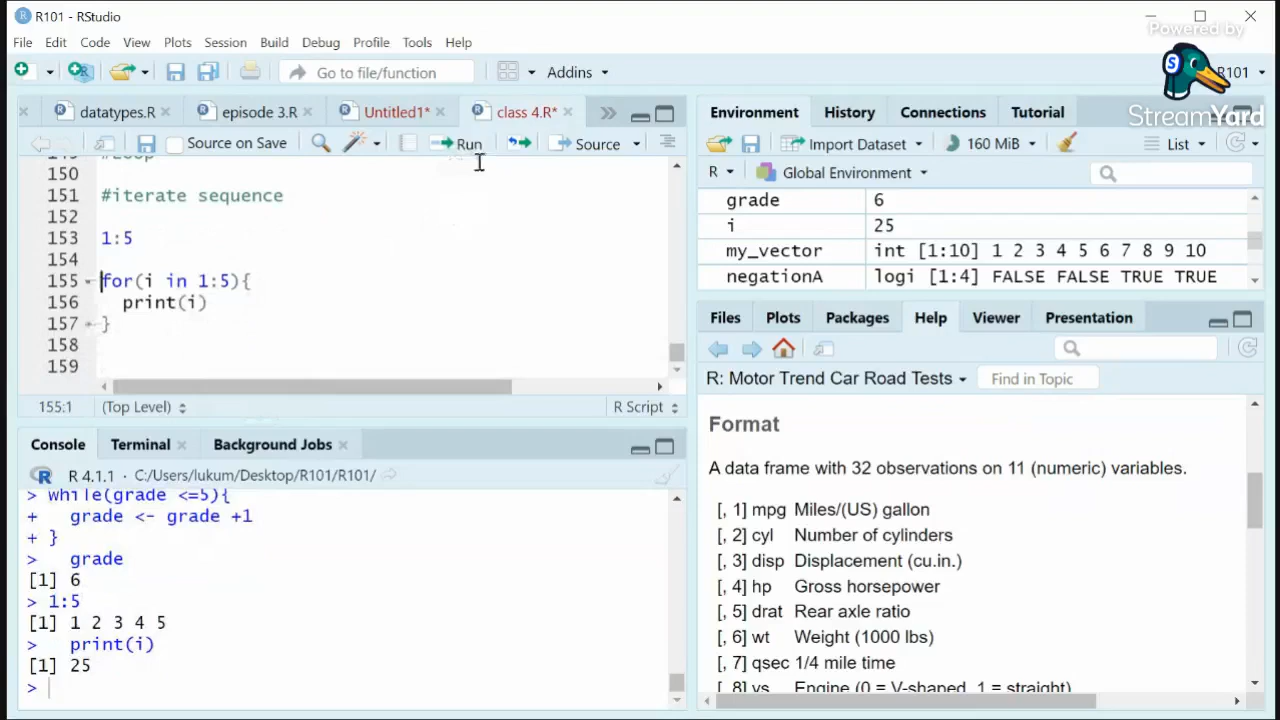 R101 - RStudio
Powered by
File Edit Code View Plots Session Build Debug Profile Tools Help
Go to file/function Addins R101
StreamYard
datatypes.R episode 3.R Untitled1* class 4.R*
Source on Save Run Source
149 #Loop
150
151 #iterate sequence
152
153 1:5
154
155 for(i in 1:5){
156 print(i)
157 }
158
159
155:1 (Top Level) R Script
Console Terminal Background Jobs
R 4.1.1 · C:/Users/lukum/Desktop/R101/R101/
> while(grade <=5){
+ grade <- grade +1
+ }
> grade
[1] 6
> 1:5
[1] 1 2 3 4 5
> print(i)
[1] 25
>
Environment History Connections Tutorial
Import Dataset 160 MiB List
R Global Environment
grade 6
i 25
my_vector int [1:10] 1 2 3 4 5 6 7 8 9 10
negationA logi [1:4] FALSE FALSE TRUE TRUE
Files Plots Packages Help Viewer Presentation
R: Motor Trend Car Road Tests Find in Topic
Format
A data frame with 32 observations on 11 (numeric) variables.
[, 1] mpg Miles/(US) gallon
[, 2] cyl Number of cylinders
[, 3] disp Displacement (cu.in.)
[, 4] hp Gross horsepower
[, 5] drat Rear axle ratio
[, 6] wt Weight (1000 lbs)
[, 7] qsec 1/4 mile time
[, 8] vs Engine (0 = V-shaped, 1 = straight)